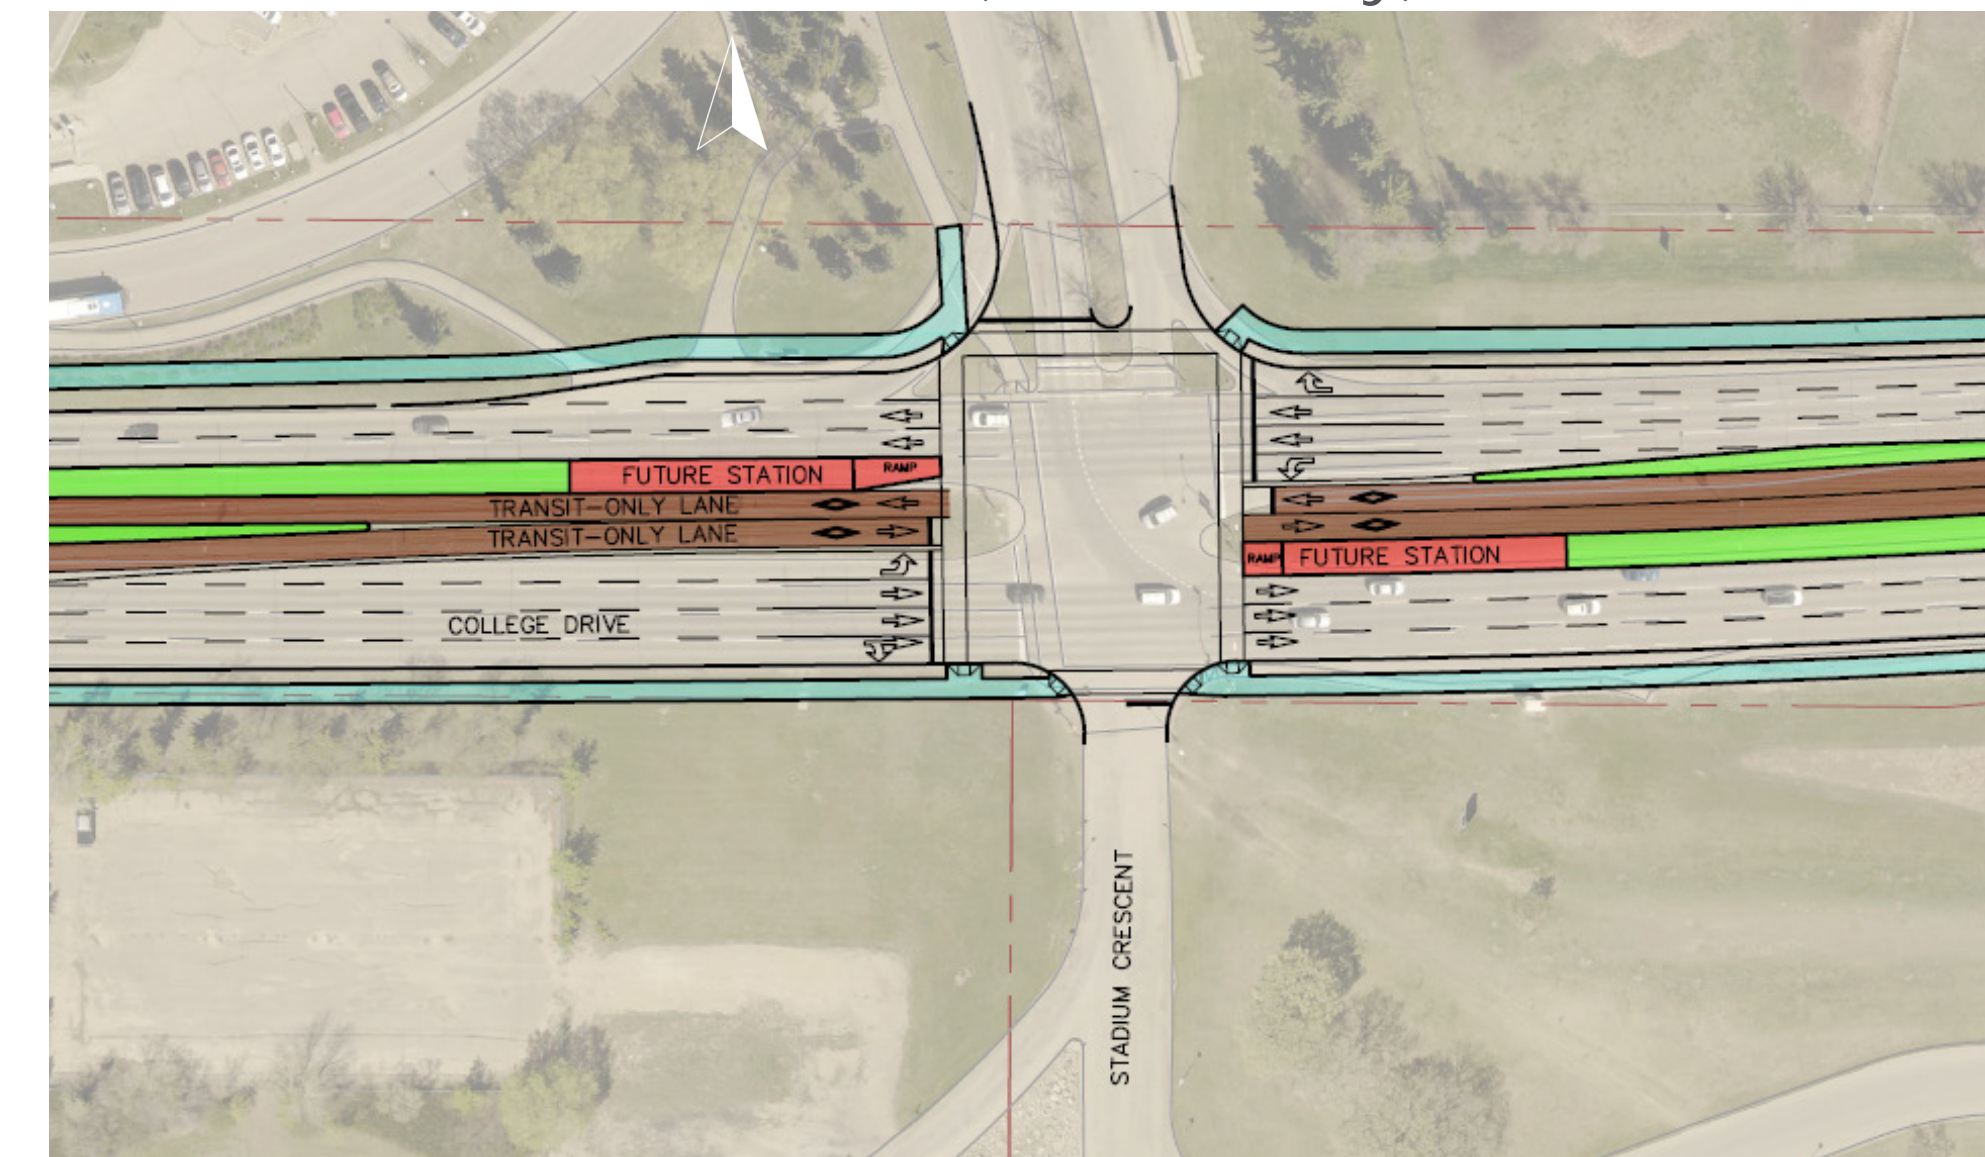 FUTURE STATION RAMP
TRANSIT-ONLY LANE
TRANSIT-ONLY LANE
RAMP FUTURE STATION
COLLEGE DRIVE
STADIUM CRESCENT